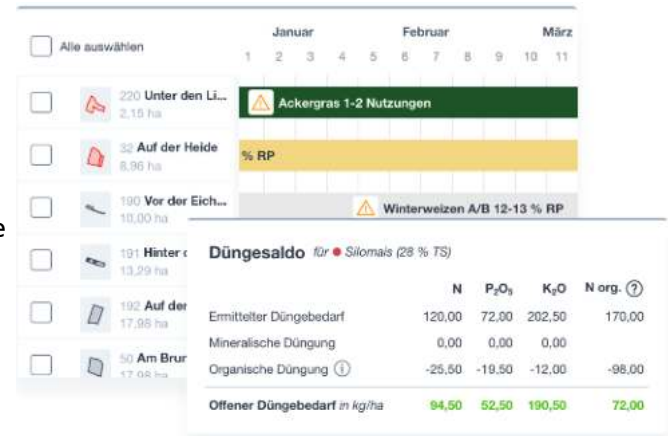 Januar Februar März
Alle auswählen
1 2 3 4 5 6 7 8 9 10 11
220 Unter den Li...
2,15 ha
Ackergras 1-2 Nutzungen
32 Auf der Heide
8,96 ha
% RP
190 Vor der Eich...
10,00 ha
Winterweizen A/B 12-13 % RP
e
191 Hinter
13,29 ha
192 Auf der
17,98 ha
50 Am Brun
17,98 ha
Düngesaldo für Silomais (28 % TS)
N P₂O₅ K₂O N org. ?
Ermittelter Düngebedarf 120,00 72,00 202,50 170,00
Mineralische Düngung 0,00 0,00 0,00
Organische Düngung i -25,50 -19,50 -12,00 -98,00
Offener Düngebedarf in kg/ha 94,50 52,50 190,50 72,00